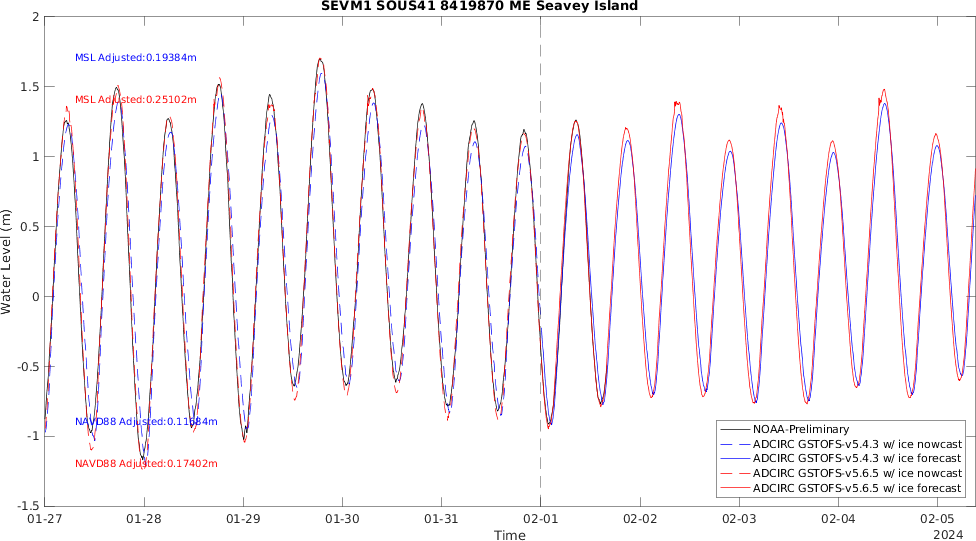 SEVM1 SOUS41 8419870 ME Seavey Island
Water Level (m)
2
1.5
1
0.5
0
-0.5
-1
-1.5
MSL Adjusted:0.19384m
MSL Adjusted:0.25102m
NAVD88 Adjusted:0.11684m
NAVD88 Adjusted:0.17402m
NOAA-Preliminary
ADCIRC GSTOFS-v5.4.3 w/ ice nowcast
ADCIRC GSTOFS-v5.4.3 w/ ice forecast
ADCIRC GSTOFS-v5.6.5 w/ ice nowcast
ADCIRC GSTOFS-v5.6.5 w/ ice forecast
01-27 01-28 01-29 01-30 01-31 02-01 02-02 02-03 02-04 02-05
Time
2024